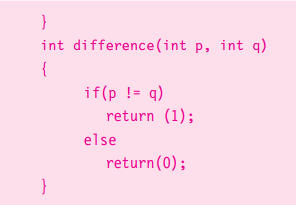 }
int difference(int p, int q)
{
if(p != q)
return (1);
else
return(0);
}